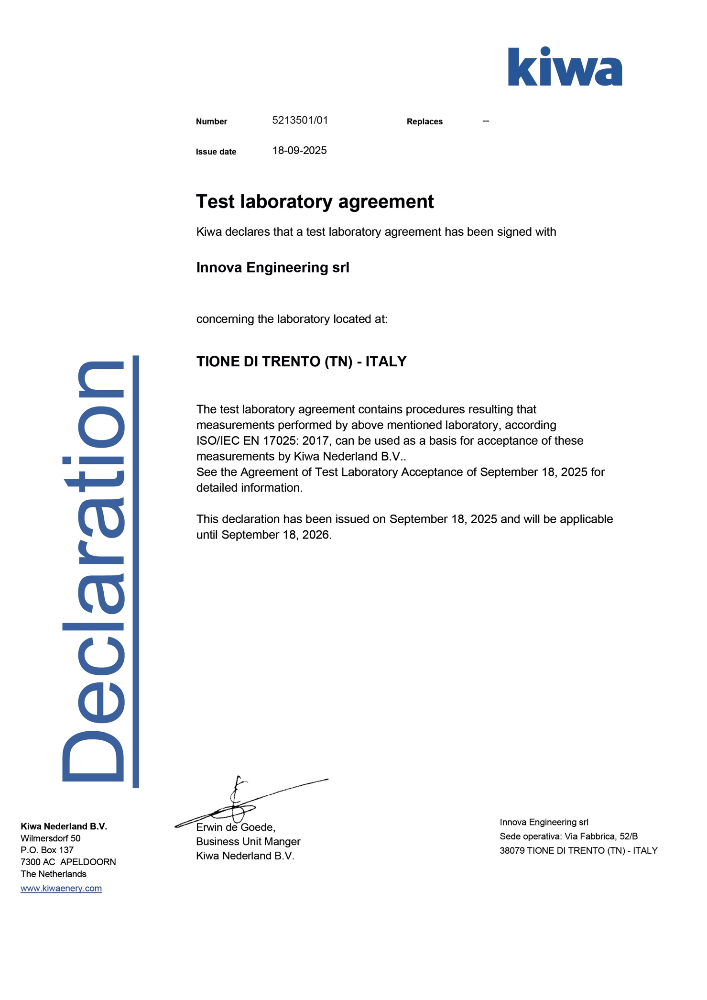 kiwa
Number 5213501/01 Replaces --
Issue date 18-09-2025
Test laboratory agreement
Kiwa declares that a test laboratory agreement has been signed with
Innova Engineering srl
concerning the laboratory located at:
TIONE DI TRENTO (TN) - ITALY
The test laboratory agreement contains procedures resulting that
measurements performed by above mentioned laboratory, according
ISO/IEC EN 17025: 2017, can be used as a basis for acceptance of these
measurements by Kiwa Nederland B.V..
See the Agreement of Test Laboratory Acceptance of September 18, 2025 for
detailed information.
This declaration has been issued on September 18, 2025 and will be applicable
until September 18, 2026.
Declaration
Kiwa Nederland B.V.
Wilmersdorf 50
P.O. Box 137
7300 AC  APELDOORN
The Netherlands
www.kiwaenery.com
Erwin de Goede,
Business Unit Manger
Kiwa Nederland B.V.
Innova Engineering srl
Sede operativa: Via Fabbrica, 52/B
38079 TIONE DI TRENTO (TN) - ITALY